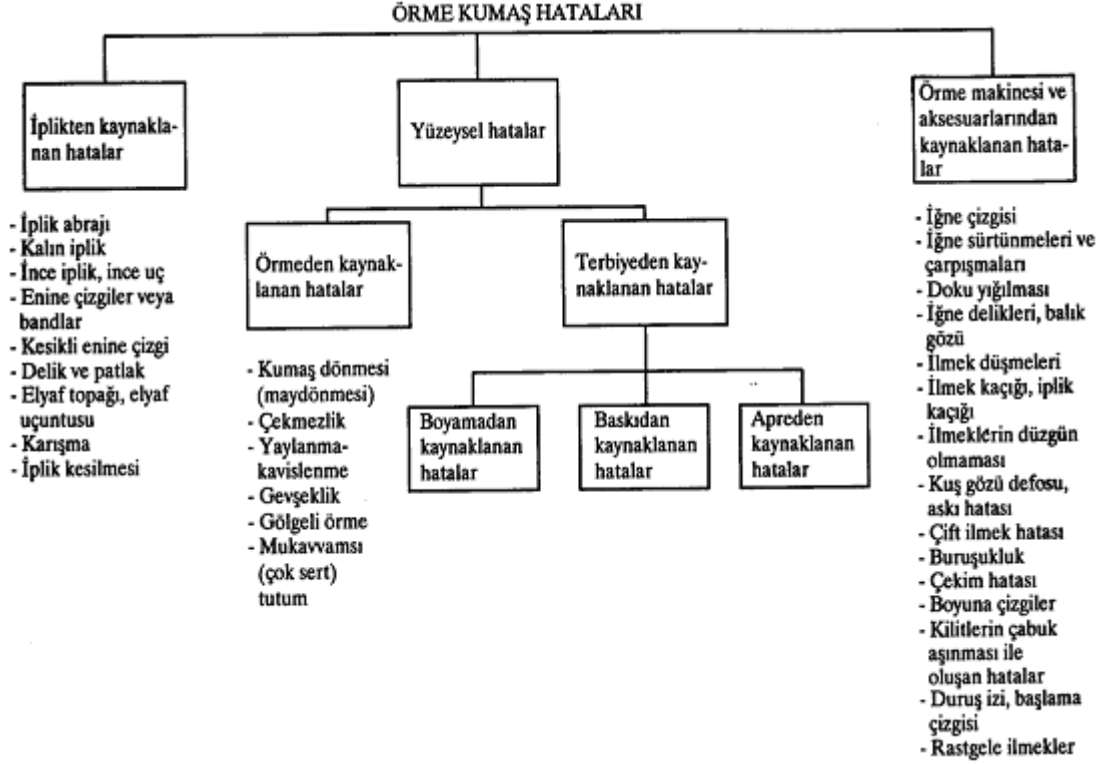 ÖRME KUMAŞ HATALARI
İplikten kaynakla-
nan hatalar
- İplik abrajı
- Kalın iplik
- İnce iplik, ince uç
- Enine çizgiler veya
bandlar
- Kesikli enine çizgi
- Delik ve patlak
- Elyaf topağı, elyaf
uçuntusu
- Karışma
- İplik kesilmesi
Yüzeysel hatalar
Örmeden kaynak-
lanan hatalar
- Kumaş dönmesi
(maydönmesi)
- Çekmezlik
- Yaylanma-
kavislenme
- Gevşeklik
- Gölgeli örme
- Mukavvamsı
(çok sert)
tutum
Terbiyeden kay-
naklanan hatalar
Boyamadan
kaynaklanan
hatalar
Baskıdan
kaynaklanan
hatalar
Apreden
kaynaklanan
hatalar
Örme makinesi ve
aksesuarlarından
kaynaklanan hata-
lar
- İğne çizgisi
- İğne sürtünmeleri ve
çarpışmaları
- Doku yığılması
- İğne delikleri, balık
gözü
- İlmek düşmeleri
- İlmek kaçığı, iplik
kaçığı
- İlmeklerin düzgün
olmaması
- Kuş gözü defosu,
askı hatası
- Çift ilmek hatası
- Buruşukluk
- Çekim hatası
- Boyuna çizgiler
- Kilitlerin çabuk
aşınması ile
oluşan hatalar
- Duruş izi, başlama
çizgisi
- Rastgele ilmekler